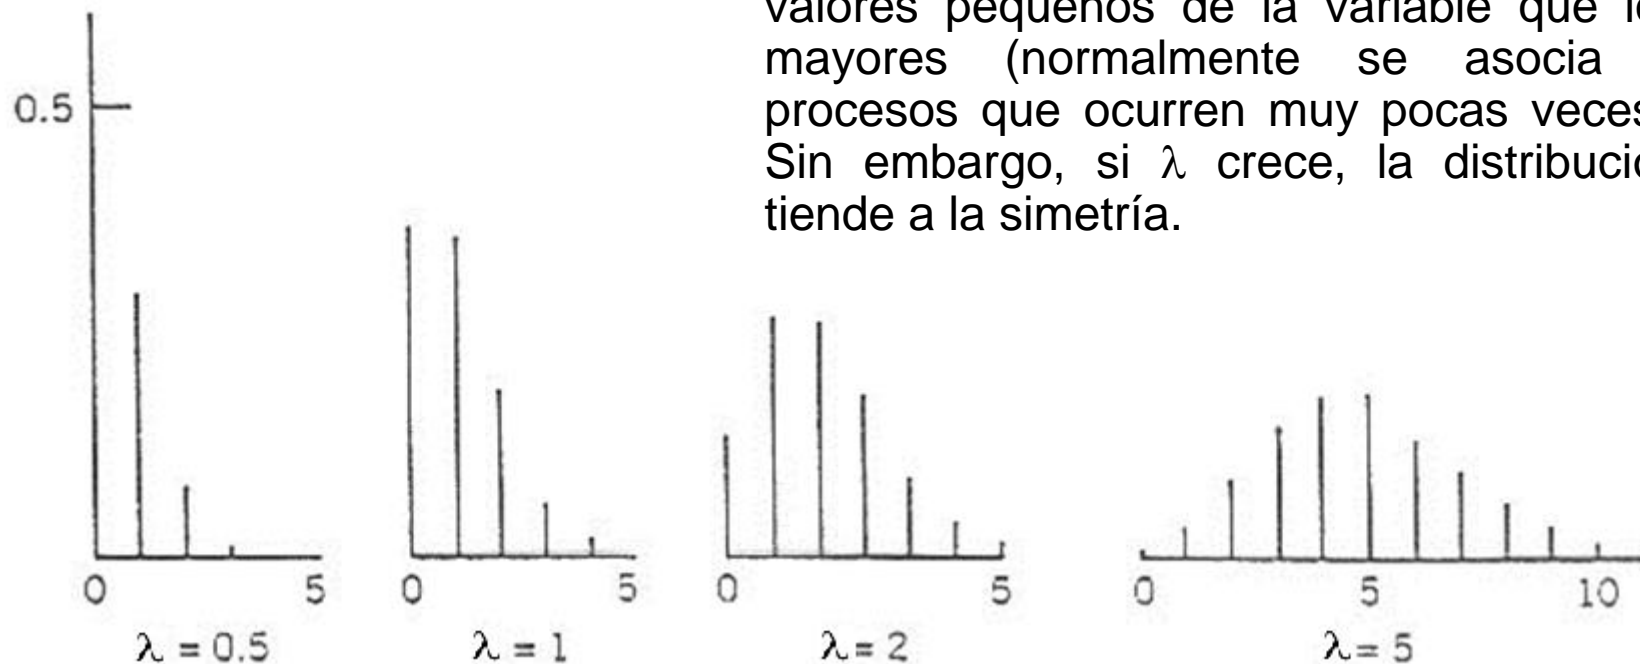 valores pequeños de la variable que
mayores (normalmente se asocia
procesos que ocurren muy pocas veces
Sin embargo, si λ crece, la
tiende a la simetría.
0.5
0 5
0 5
0 5
0 5 10
λ = 0.5
λ = 1
λ = 2
λ = 5